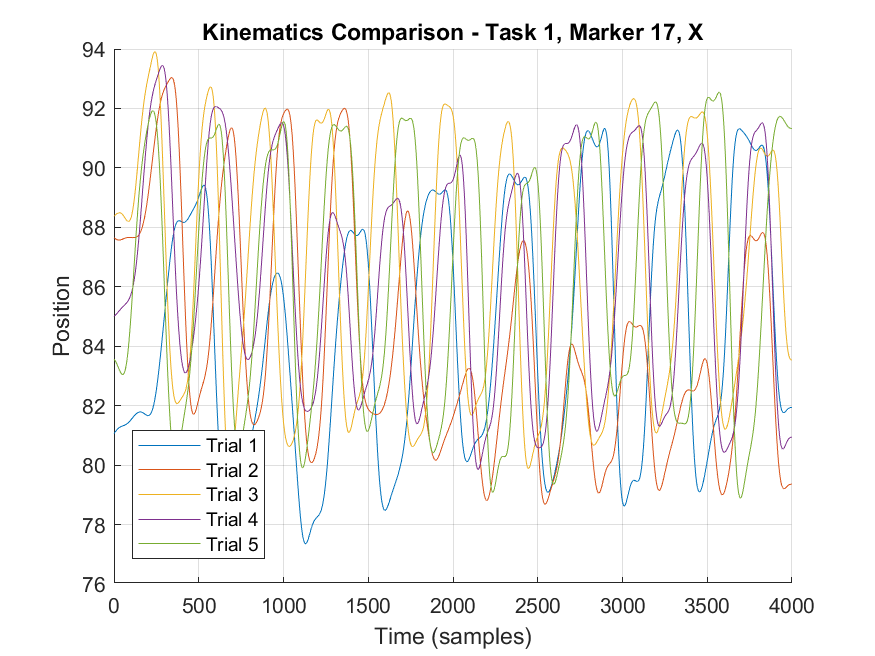 Kinematics Comparison - Task 1, Marker 17, X
94
92
90
88
86
84
82
80
78
76
Position
Trial 1
Trial 2
Trial 3
Trial 4
Trial 5
0 500 1000 1500 2000 2500 3000 3500 4000
Time (samples)